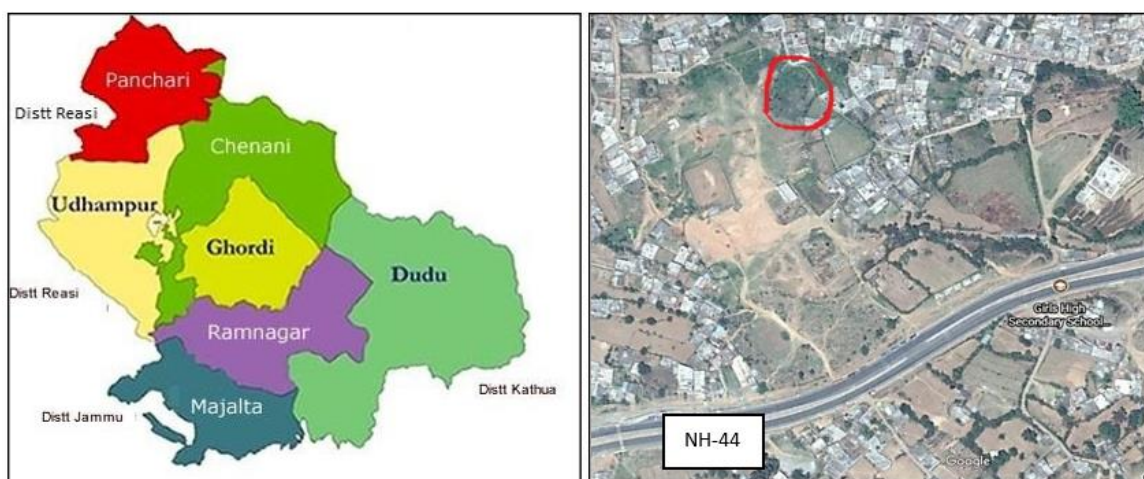 Panchari
Distt Reasi
Chenani
Udhampur
Ghordi
Dudu
Distt Reasi
Ramnagar
Distt Kathua
Majalta
Distt Jammu
Girls High
Secondary School...
NH-44
Google